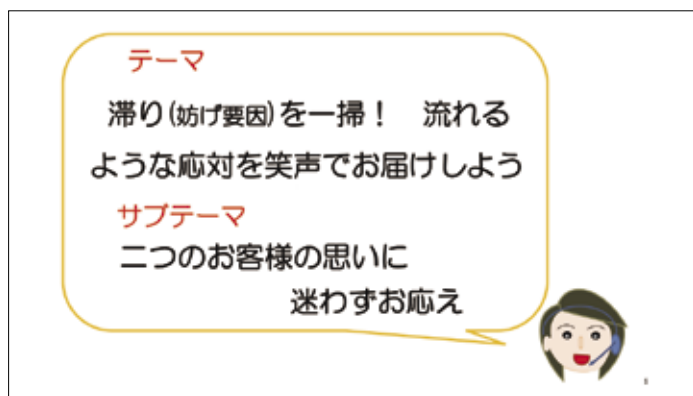 テーマ
滞り(妨げ要因)を一掃！　流れる
ような応対を笑声でお届けしよう
サブテーマ
二つのお客様の思いに
迷わずお応え